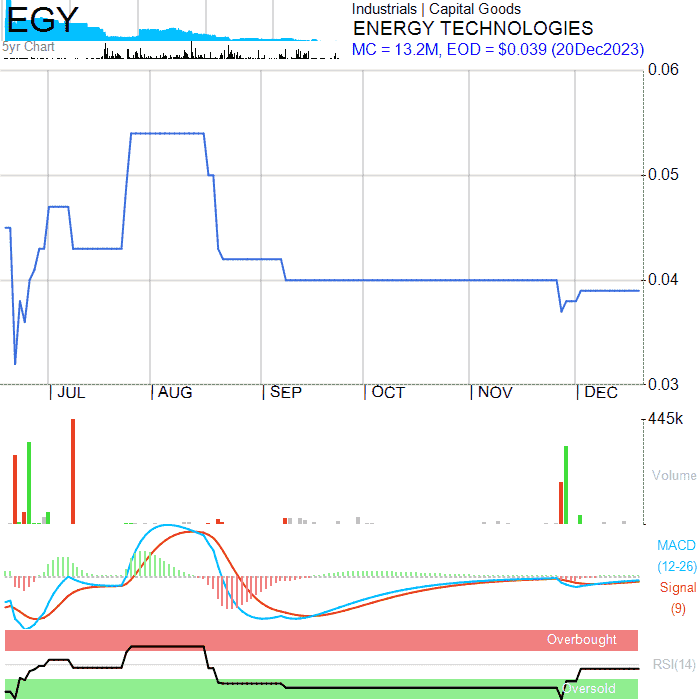 EGY
5yr Chart
Industrials | Capital Goods
ENERGY TECHNOLOGIES
MC = 13.2M, EOD = $0.039 (20Dec2023)
0.06
0.05
0.04
0.03
| JUL | AUG | SEP | OCT | NOV | DEC
445k
Volume
MACD
(12-26)
Signal
(9)
Overbought
RSI(14)
Oversold